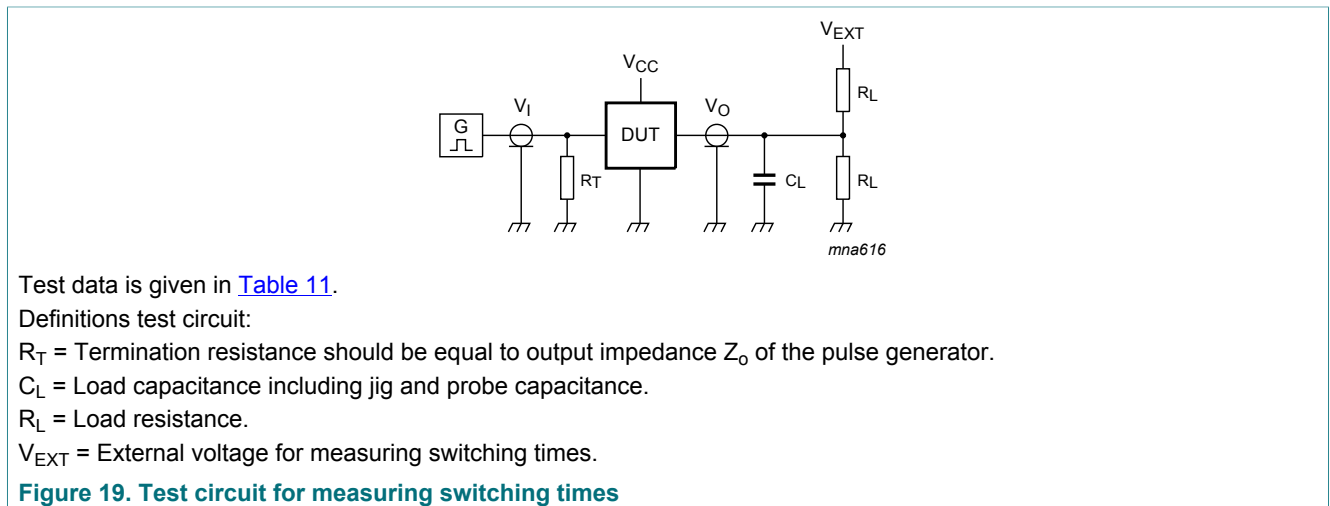 VEXT
VCC
RL
VI
VO
G
DUT
RT
CL
RL
mna616
Test data is given in Table 11.
Definitions test circuit:
RT = Termination resistance should be equal to output impedance Zo of the pulse generator.
CL = Load capacitance including jig and probe capacitance.
RL = Load resistance.
VEXT = External voltage for measuring switching times.
Figure 19. Test circuit for measuring switching times